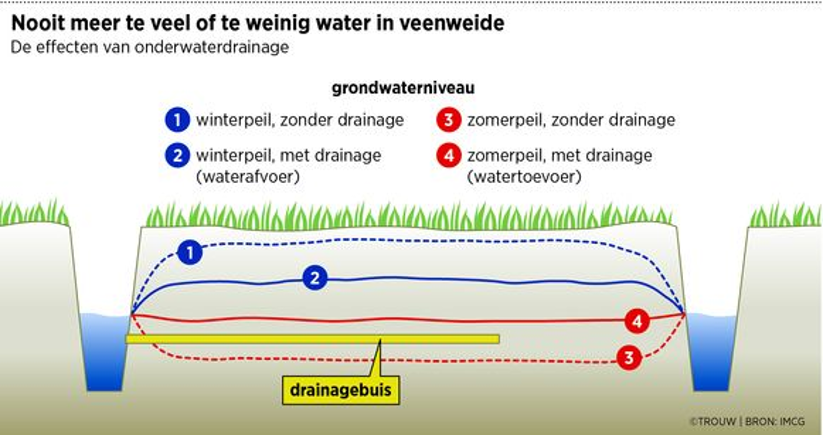 Nooit meer te veel of te weinig water in veenweide
De effecten van onderwaterdrainage
grondwaterniveau
1 winterpeil, zonder drainage
2 winterpeil, met drainage
(waterafvoer)
3 zomerpeil, zonder drainage
4 zomerpeil, met drainage
(watertoevoer)
1
2
4
3
drainagebuis
©TROUW | BRON: IMCG